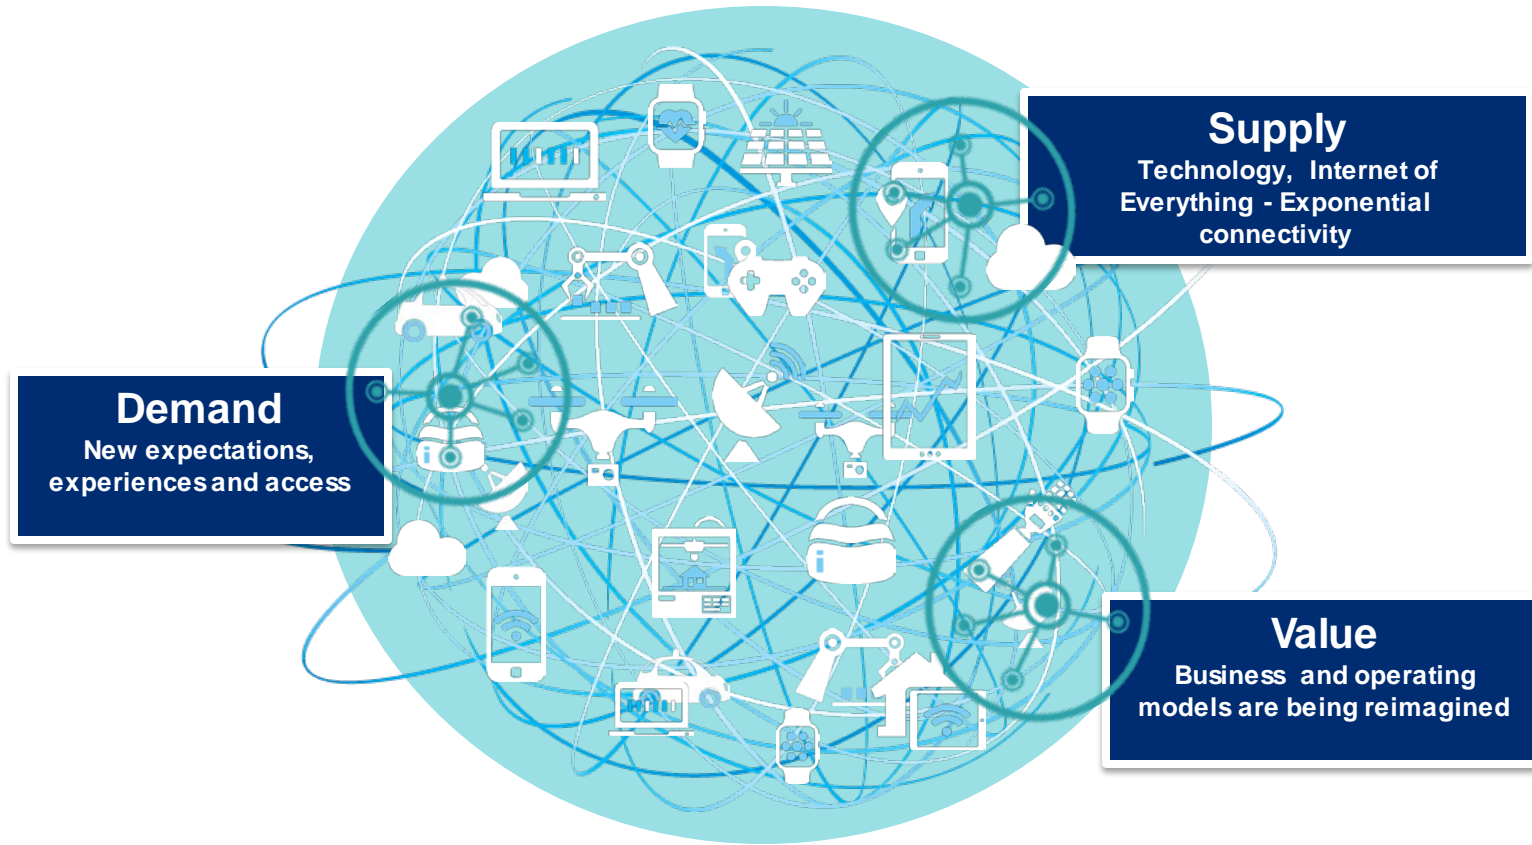 Supply
Technology, Internet of
Everything - Exponential
connectivity
Demand
New expectations,
experiences and access
Value
Business and operating
models are being reimagined